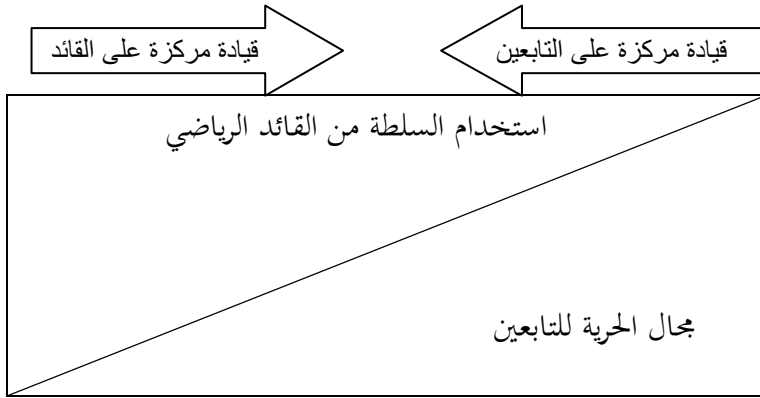 قيادة مركزة على التابعين
قيادة مركزة على القائد
استخدام السلطة من القائد الرياضي
مجال الحرية للتابعين